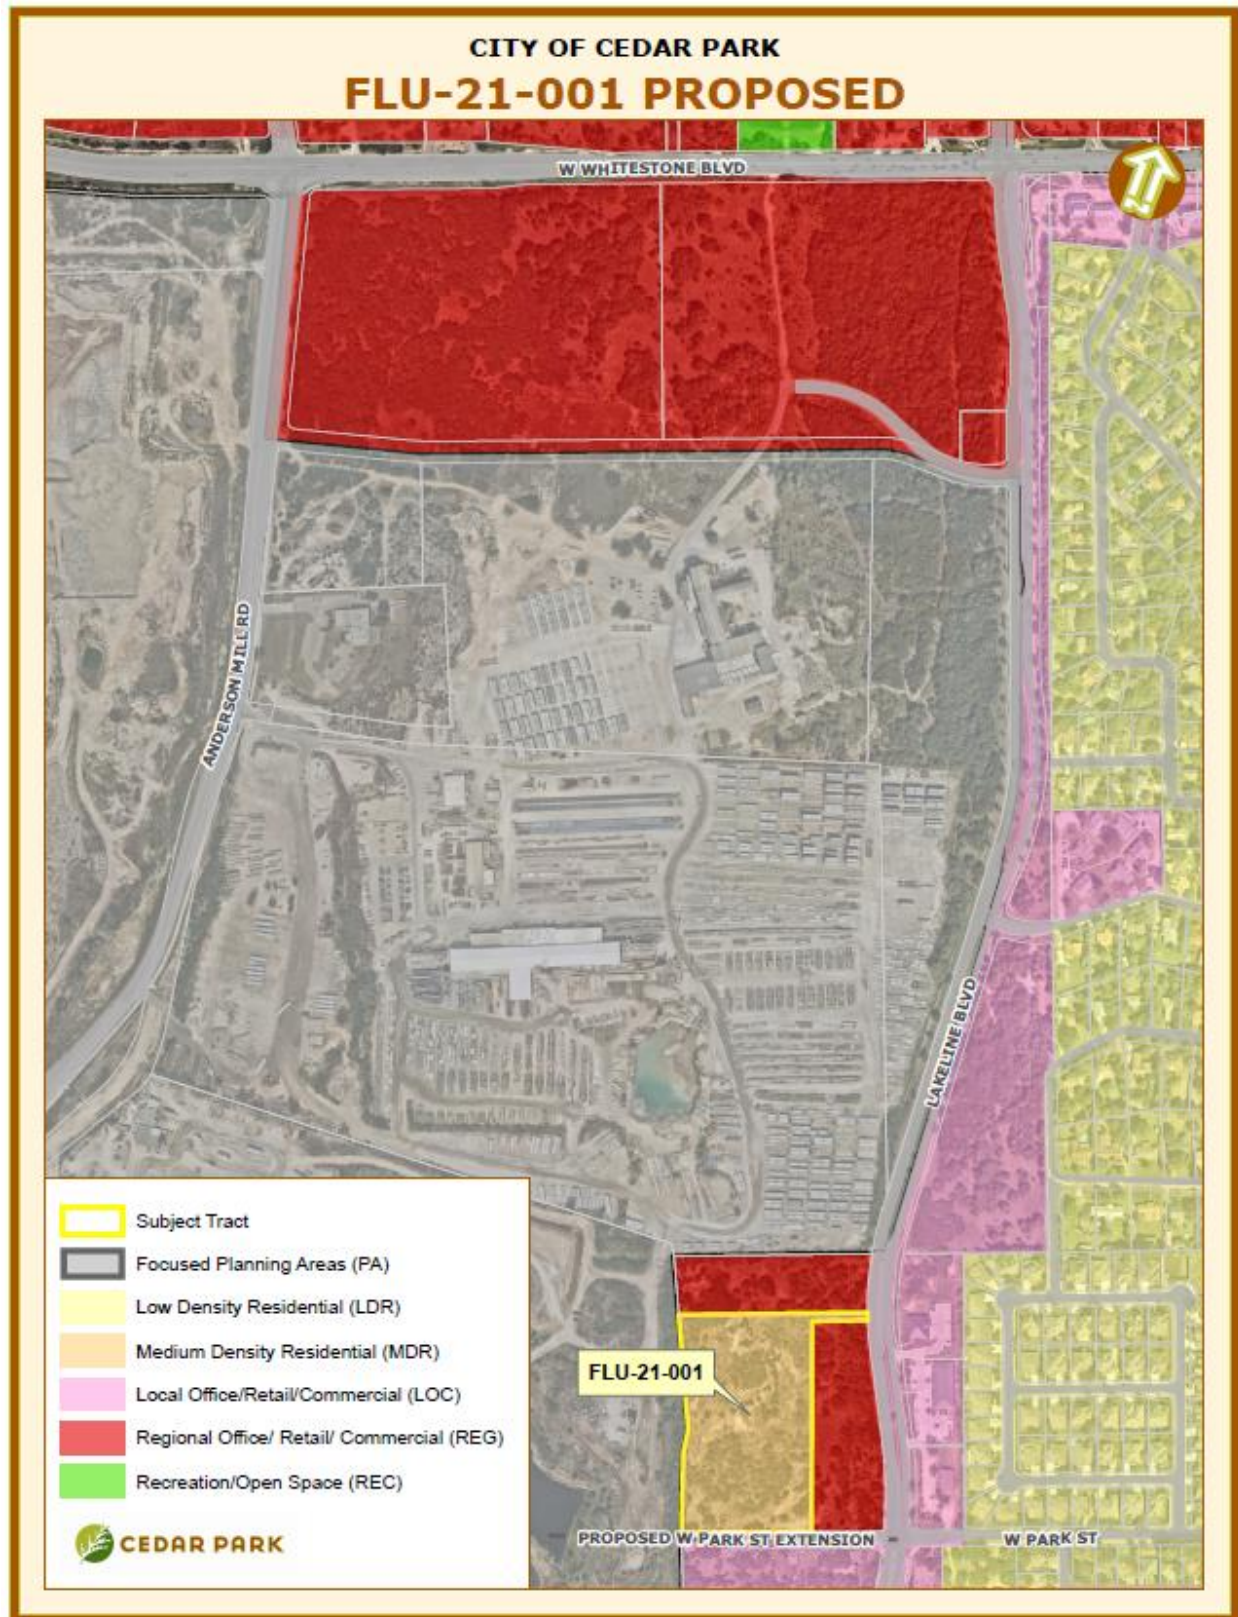 CITY OF CEDAR PARK
FLU-21-001 PROPOSED
W WHITESTONE BLVD
ANDERSON MILL RD
LAKELINE BLVD
Subject Tract
Focused Planning Areas (PA)
Low Density Residential (LDR)
Medium Density Residential (MDR)
Local Office/Retail/Commercial (LOC)
Regional Office/ Retail/ Commercial (REG)
Recreation/Open Space (REC)
FLU-21-001
PROPOSED W PARK ST EXTENSION
W PARK ST
CEDAR PARK